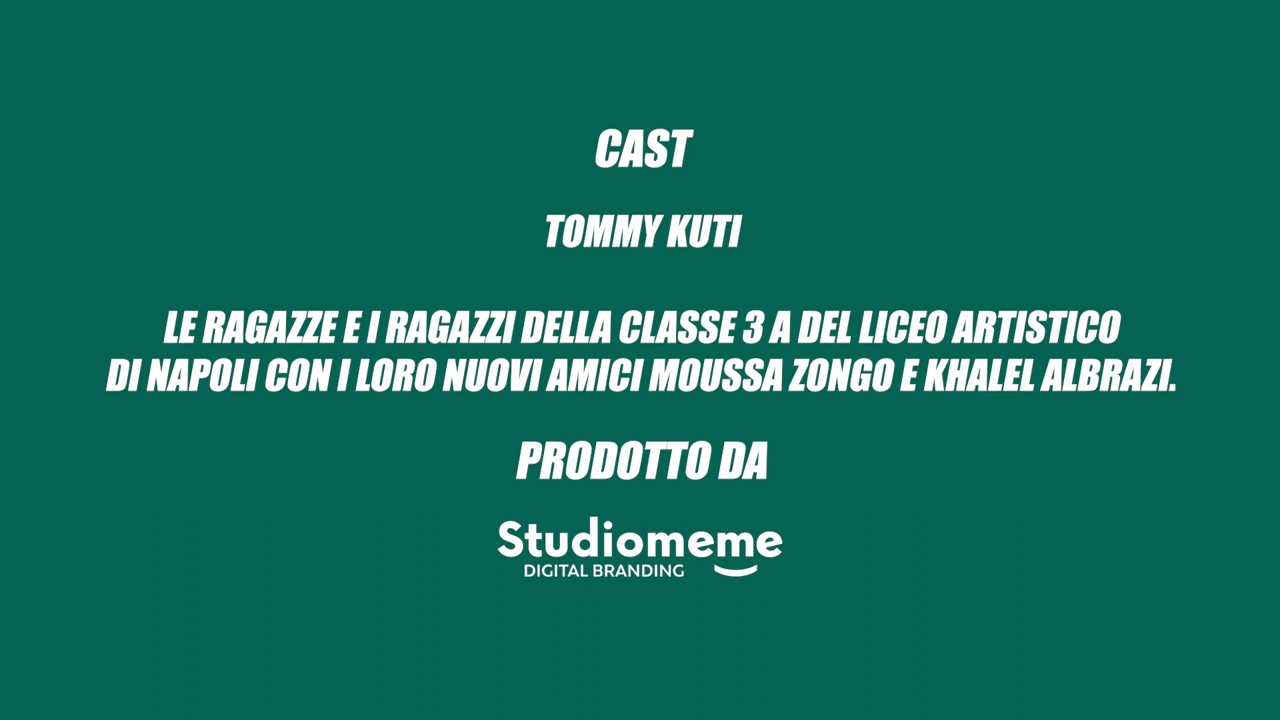 CAST
TOMMY KUTI
LE RAGAZZE E I RAGAZZI DELLA CLASSE 3 A DEL LICEO ARTISTICO
DI NAPOLI CON I LORO NUOVI AMICI MOUSSA ZONGO E KHALEL ALBRAZI.
PRODOTTO DA
Studiomeme
DIGITAL BRANDING